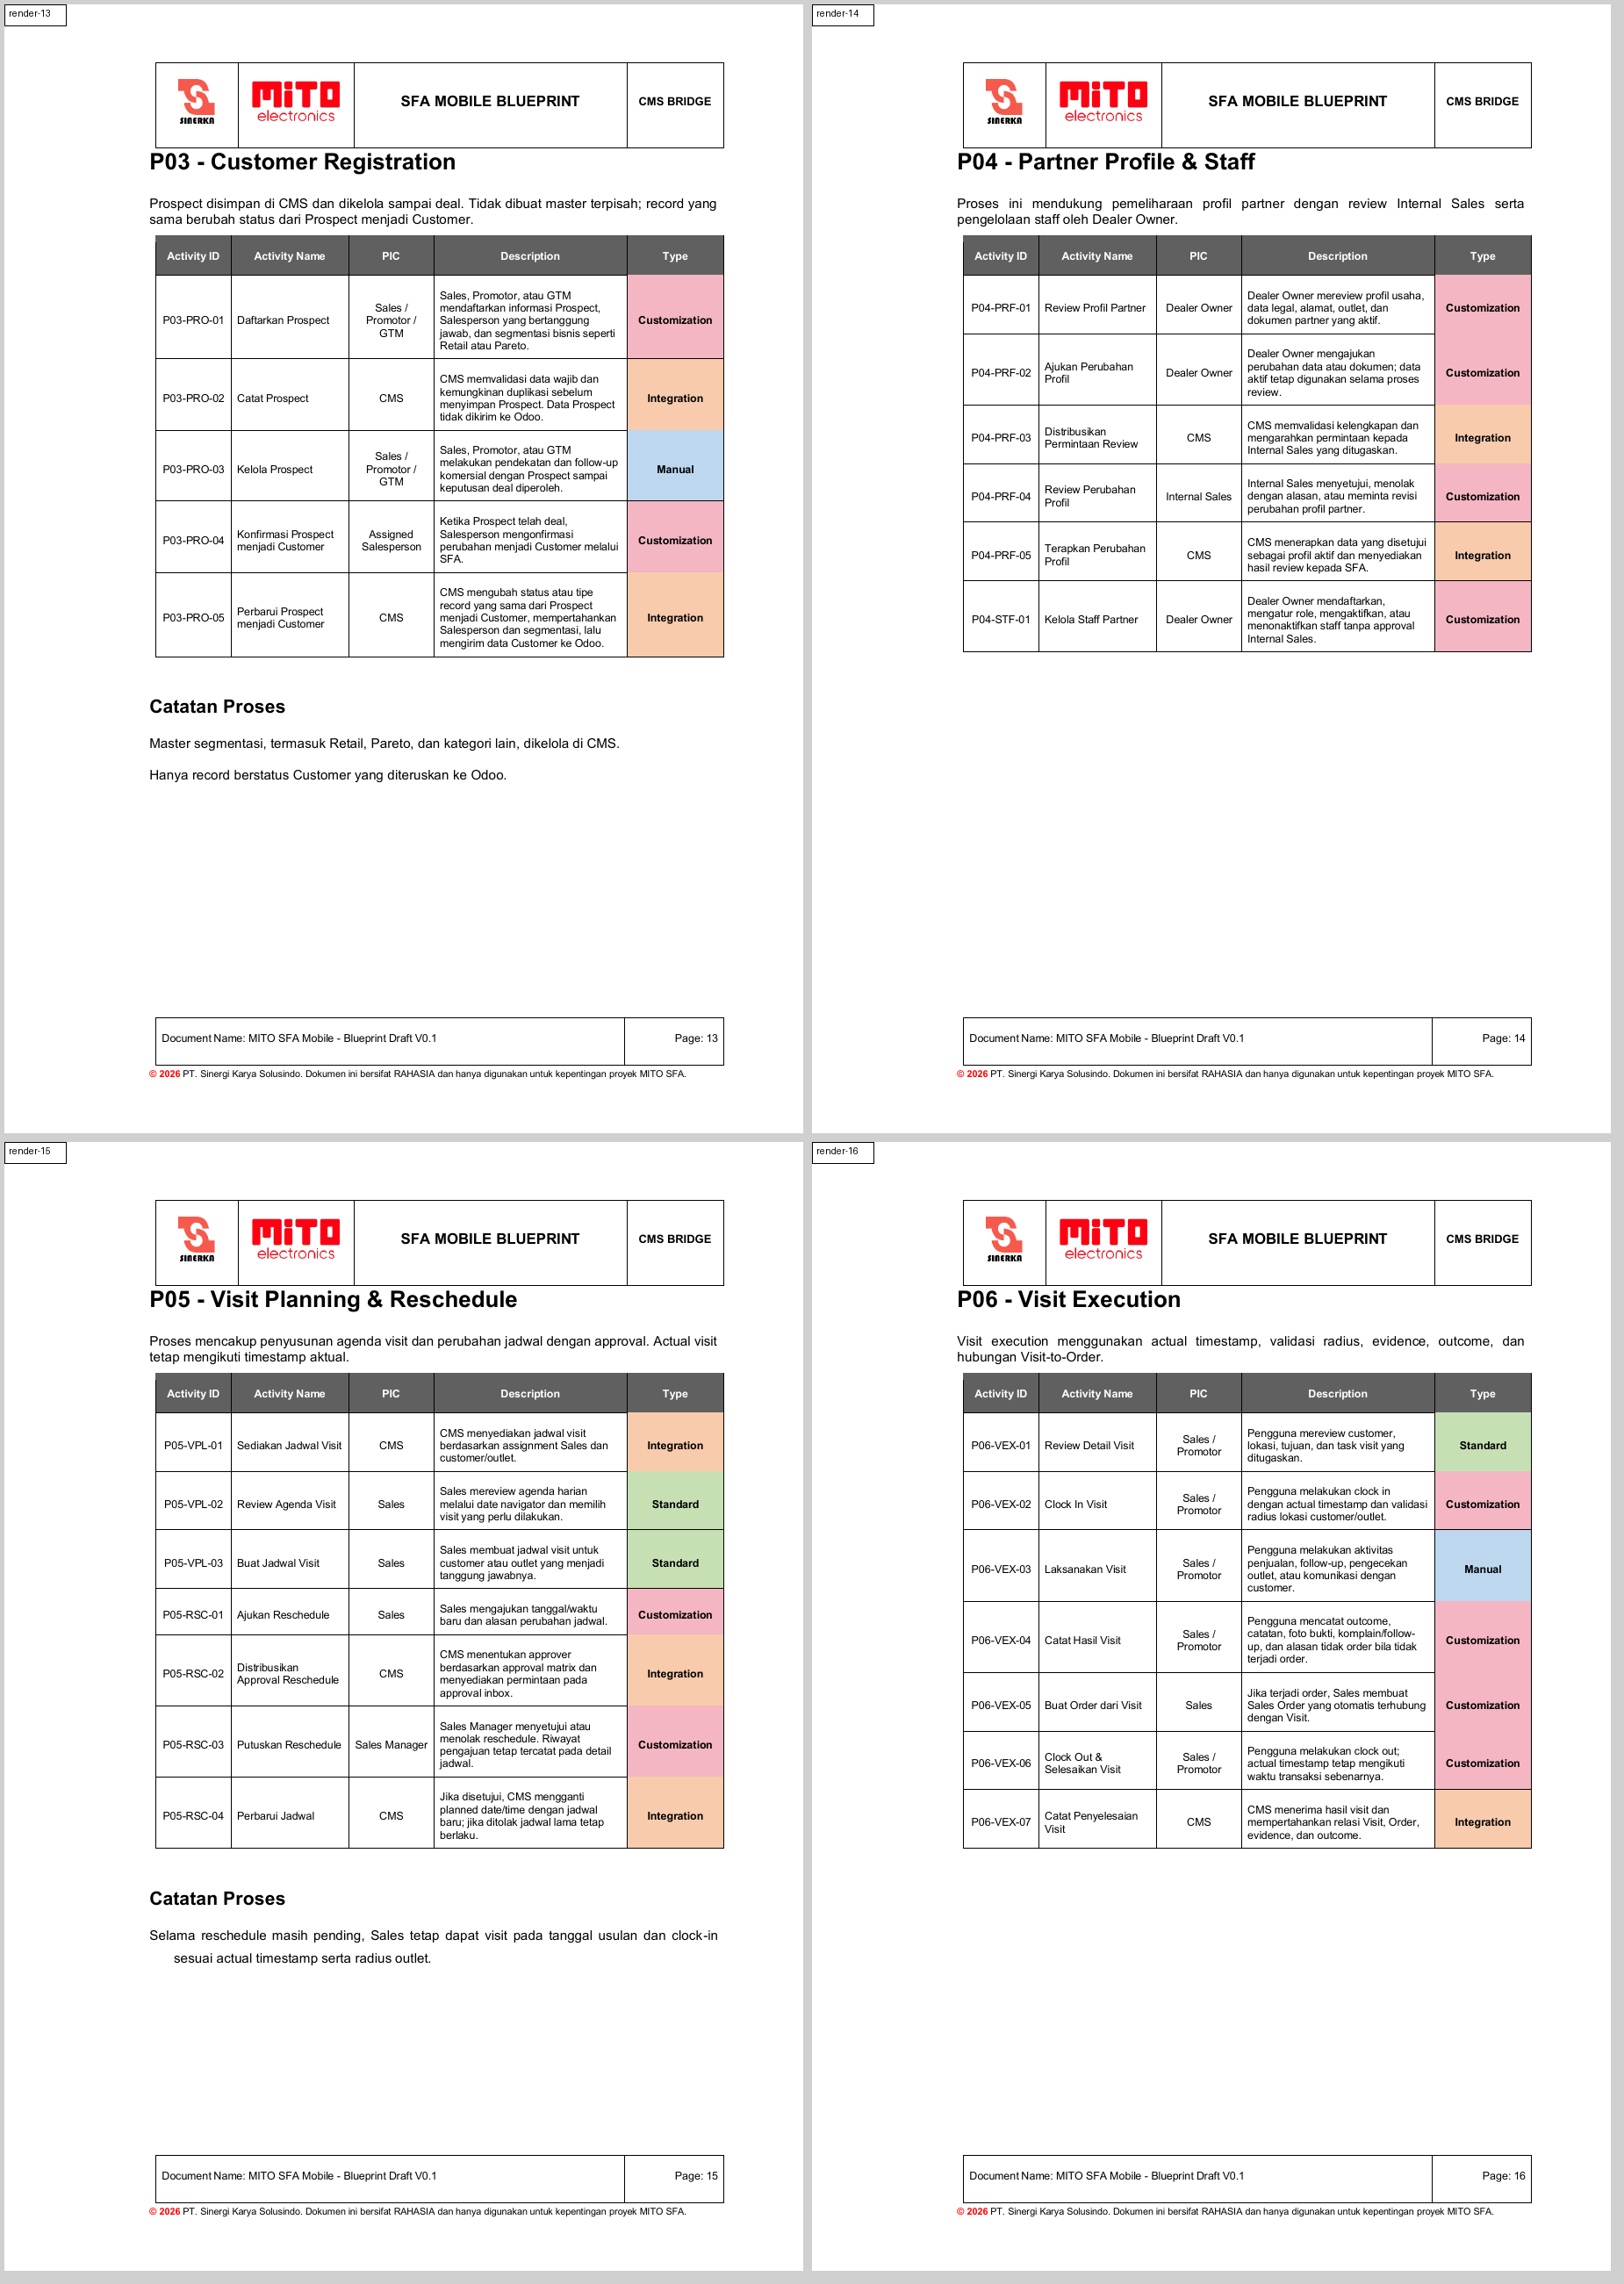 render-13
SINERKA
MiTO
electronics
SFA MOBILE BLUEPRINT
CMS BRIDGE
P03 - Customer Registration
Prospect disimpan di CMS dan dikelola sampai deal. Tidak dibuat master terpisah; record yang
sama berubah status dari Prospect menjadi Customer.
Activity ID Activity Name PIC Description Type
P03-PRO-01 Daftarkan Prospect
Sales /
Promotor /
GTM
Sales, Promotor, atau GTM
mendaftarkan informasi Prospect,
Salesperson yang bertanggung
jawab, dan segmentasi bisnis seperti
Retail atau Pareto.
Customization
P03-PRO-02 Catat Prospect
CMS
CMS memvalidasi data wajib dan
kemungkinan duplikasi sebelum
menyimpan Prospect. Data Prospect
tidak dikirim ke Odoo.
Integration
P03-PRO-03 Kelola Prospect
Sales /
Promotor /
GTM
Sales, Promotor, atau GTM
melakukan pendekatan dan follow-up
komersial dengan Prospect sampai
keputusan deal diperoleh.
Manual
P03-PRO-04
Konfirmasi Prospect
menjadi Customer
Assigned
Salesperson
Ketika Prospect telah deal,
Salesperson mengonfirmasi
perubahan menjadi Customer melalui
SFA.
Customization
P03-PRO-05
Perbarui Prospect
menjadi Customer
CMS
CMS mengubah status atau tipe
record yang sama dari Prospect
menjadi Customer, mempertahankan
Salesperson dan segmentasi, lalu
mengirim data Customer ke Odoo.
Integration
Catatan Proses
Master segmentasi, termasuk Retail, Pareto, dan kategori lain, dikelola di CMS.
Hanya record berstatus Customer yang diteruskan ke Odoo.
Document Name: MITO SFA Mobile - Blueprint Draft V0.1
Page: 13
© 2026 PT. Sinergi Karya Solusindo. Dokumen ini bersifat RAHASIA dan hanya digunakan untuk kepentingan proyek MITO SFA.
render-14
SINERKA
MiTO
electronics
SFA MOBILE BLUEPRINT
CMS BRIDGE
P04 - Partner Profile & Staff
Proses ini mendukung pemeliharaan profil partner dengan review Internal Sales serta
pengelolaan staff oleh Dealer Owner.
Activity ID Activity Name PIC Description Type
P04-PRF-01 Review Profil Partner
Dealer Owner
Dealer Owner mereview profil usaha,
data legal, alamat, outlet, dan
dokumen partner yang aktif.
Customization
P04-PRF-02
Ajukan Perubahan
Profil
Dealer Owner
Dealer Owner mengajukan
perubahan data atau dokumen; data
aktif tetap digunakan selama proses
review.
Customization
P04-PRF-03
Distribusikan
Permintaan Review
CMS
CMS memvalidasi kelengkapan dan
mengarahkan permintaan kepada
Internal Sales yang ditugaskan.
Integration
P04-PRF-04
Review Perubahan
Profil
Internal Sales
Internal Sales menyetujui, menolak
dengan alasan, atau meminta revisi
perubahan profil partner.
Customization
P04-PRF-05
Terapkan Perubahan
Profil
CMS
CMS menerapkan data yang disetujui
sebagai profil aktif dan menyediakan
hasil review kepada SFA.
Integration
P04-STF-01 Kelola Staff Partner
Dealer Owner
Dealer Owner mendaftarkan,
mengatur role, mengaktifkan, atau
menonaktifkan staff tanpa approval
Internal Sales.
Customization
Document Name: MITO SFA Mobile - Blueprint Draft V0.1
Page: 14
© 2026 PT. Sinergi Karya Solusindo. Dokumen ini bersifat RAHASIA dan hanya digunakan untuk kepentingan proyek MITO SFA.
render-15
SINERKA
MiTO
electronics
SFA MOBILE BLUEPRINT
CMS BRIDGE
P05 - Visit Planning & Reschedule
Proses mencakup penyusunan agenda visit dan perubahan jadwal dengan approval. Actual visit
tetap mengikuti timestamp aktual.
Activity ID Activity Name PIC Description Type
P05-VPL-01 Sediakan Jadwal Visit
CMS
CMS menyediakan jadwal visit
berdasarkan assignment Sales dan
customer/outlet.
Integration
P05-VPL-02 Review Agenda Visit
Sales
Sales mereview agenda harian
melalui date navigator dan memilih
visit yang perlu dilakukan.
Standard
P05-VPL-03 Buat Jadwal Visit
Sales
Sales membuat jadwal visit untuk
customer atau outlet yang menjadi
tanggung jawabnya.
Standard
P05-RSC-01 Ajukan Reschedule
Sales
Sales mengajukan tanggal/waktu
baru dan alasan perubahan jadwal.
Customization
P05-RSC-02
Distribusikan
Approval Reschedule
CMS
CMS menentukan approver
berdasarkan approval matrix dan
menyediakan permintaan pada
approval inbox.
Integration
P05-RSC-03 Putuskan Reschedule
Sales Manager
Sales Manager menyetujui atau
menolak reschedule. Riwayat
pengajuan tetap tercatat pada detail
jadwal.
Customization
P05-RSC-04 Perbarui Jadwal
CMS
Jika disetujui, CMS mengganti
planned date/time dengan jadwal
baru; jika ditolak jadwal lama tetap
berlaku.
Integration
Catatan Proses
Selama reschedule masih pending, Sales tetap dapat visit pada tanggal usulan dan clock-in
sesuai actual timestamp serta radius outlet.
Document Name: MITO SFA Mobile - Blueprint Draft V0.1
Page: 15
© 2026 PT. Sinergi Karya Solusindo. Dokumen ini bersifat RAHASIA dan hanya digunakan untuk kepentingan proyek MITO SFA.
render-16
SINERKA
MiTO
electronics
SFA MOBILE BLUEPRINT
CMS BRIDGE
P06 - Visit Execution
Visit execution menggunakan actual timestamp, validasi radius, evidence, outcome, dan
hubungan Visit-to-Order.
Activity ID Activity Name PIC Description Type
P06-VEX-01 Review Detail Visit
Sales /
Promotor
Pengguna mereview customer,
lokasi, tujuan, dan task visit yang
ditugaskan.
Standard
P06-VEX-02 Clock In Visit
Sales /
Promotor
Pengguna melakukan clock in
dengan actual timestamp dan validasi
radius lokasi customer/outlet.
Customization
P06-VEX-03 Laksanakan Visit
Sales /
Promotor
Pengguna melakukan aktivitas
penjualan, follow-up, pengecekan
outlet, atau komunikasi dengan
customer.
Manual
P06-VEX-04 Catat Hasil Visit
Sales /
Promotor
Pengguna mencatat outcome,
catatan, foto bukti, komplain/follow-
up, dan alasan tidak order bila tidak
terjadi order.
Customization
P06-VEX-05 Buat Order dari Visit
Sales
Jika terjadi order, Sales membuat
Sales Order yang otomatis terhubung
dengan Visit.
Customization
P06-VEX-06
Clock Out &
Selesaikan Visit
Sales /
Promotor
Pengguna melakukan clock out;
actual timestamp tetap mengikuti
waktu transaksi sebenarnya.
Customization
P06-VEX-07
Catat Penyelesaian
Visit
CMS
CMS menerima hasil visit dan
mempertahankan relasi Visit, Order,
evidence, dan outcome.
Integration
Document Name: MITO SFA Mobile - Blueprint Draft V0.1
Page: 16
© 2026 PT. Sinergi Karya Solusindo. Dokumen ini bersifat RAHASIA dan hanya digunakan untuk kepentingan proyek MITO SFA.